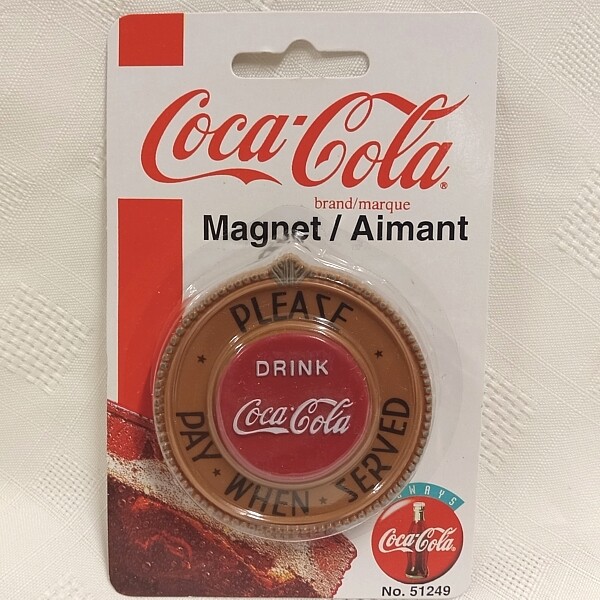 Coca-Cola®
brand/marque
Magnet / Aimant
PLEASE
DRINK
Coca-Cola
PAY WHEN SERVED
ALWAYS
Coca-Cola
No. 51249